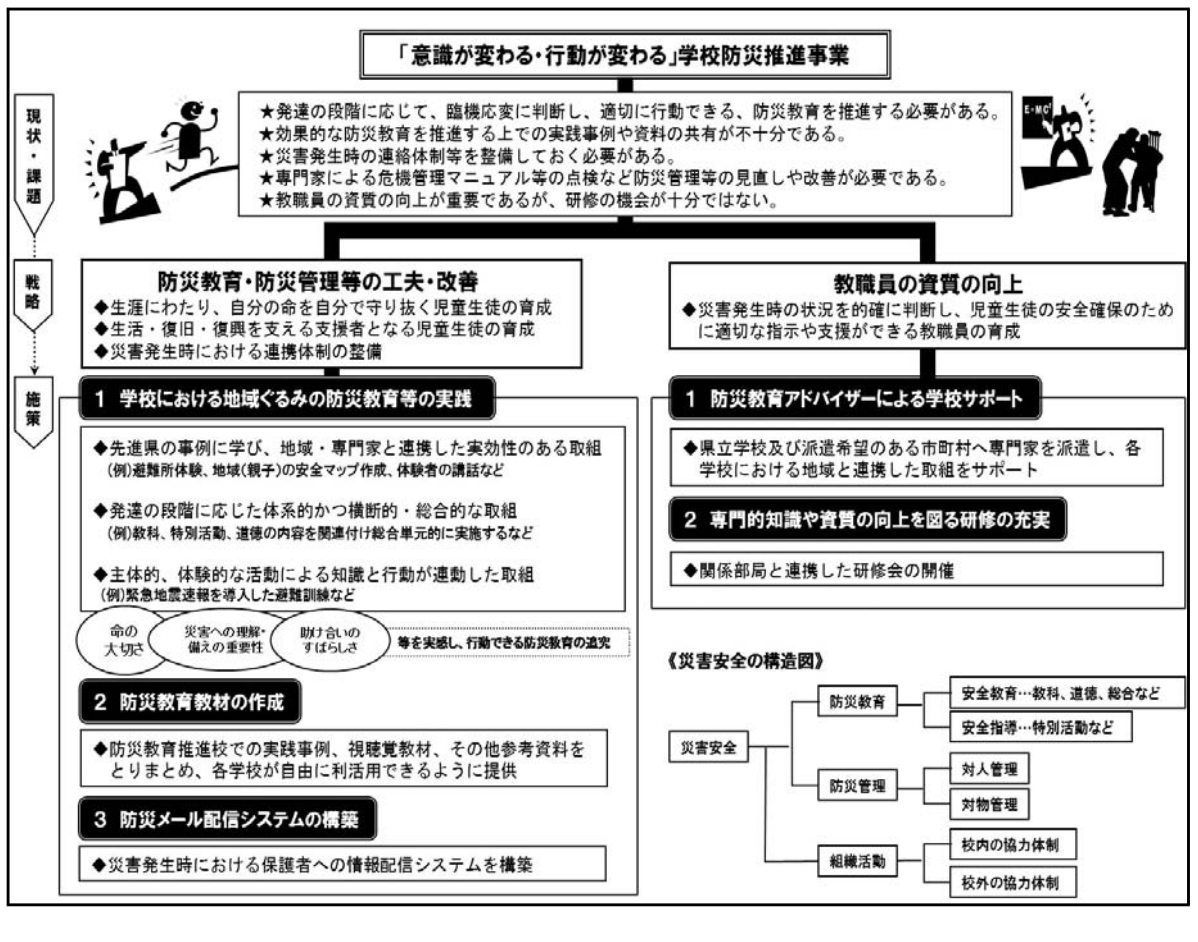 「意識が変わる・行動が変わる」学校防災推進事業
現状・課題
★発達の段階に応じて、臨機応変に判断し、適切に行動できる、防災教育を推進する必要がある。
★効果的な防災教育を推進する上での実践事例や資料の共有が不十分である。
★災害発生時の連絡体制等を整備しておく必要がある。
★専門家による危機管理マニュアル等の点検など防災管理等の見直しや改善が必要である。
★教職員の資質の向上が重要であるが、研修の機会が十分ではない。
E=MC²
戦略
防災教育・防災管理等の工夫・改善
◆生涯にわたり、自分の命を自分で守り抜く児童生徒の育成
◆生活・復旧・復興を支える支援者となる児童生徒の育成
◆災害発生時における連携体制の整備
教職員の資質の向上
◆災害発生時の状況を的確に判断し、児童生徒の安全確保のため
に適切な指示や支援ができる教職員の育成
施策
1 学校における地域ぐるみの防災教育等の実践
◆先進県の事例に学び、地域・専門家と連携した実効性のある取組
(例)避難所体験、地域(親子)の安全マップ作成、体験者の講話など
◆発達の段階に応じた体系的かつ横断的・総合的な取組
(例)教科、特別活動、道徳の内容を関連付け総合単元的に実施するなど
◆主体的、体験的な活動による知識と行動が連動した取組
(例)緊急地震速報を導入した避難訓練など
命の
大切さ
災害への理解・
備えの重要性
助け合いの
すばらしさ
等を実感し、行動できる防災教育の追究
2 防災教育教材の作成
◆防災教育推進校での実践事例、視聴覚教材、その他参考資料を
とりまとめ、各学校が自由に利活用できるように提供
3 防災メール配信システムの構築
◆災害発生時における保護者への情報配信システムを構築
1 防災教育アドバイザーによる学校サポート
◆県立学校及び派遣希望のある市町村へ専門家を派遣し、各
学校における地域と連携した取組をサポート
2 専門的知識や資質の向上を図る研修の充実
◆関係部局と連携した研修会の開催
《災害安全の構造図》
災害安全
防災教育
安全教育…教科、道徳、総合など
安全指導…特別活動など
防災管理
対人管理
対物管理
組織活動
校内の協力体制
校外の協力体制